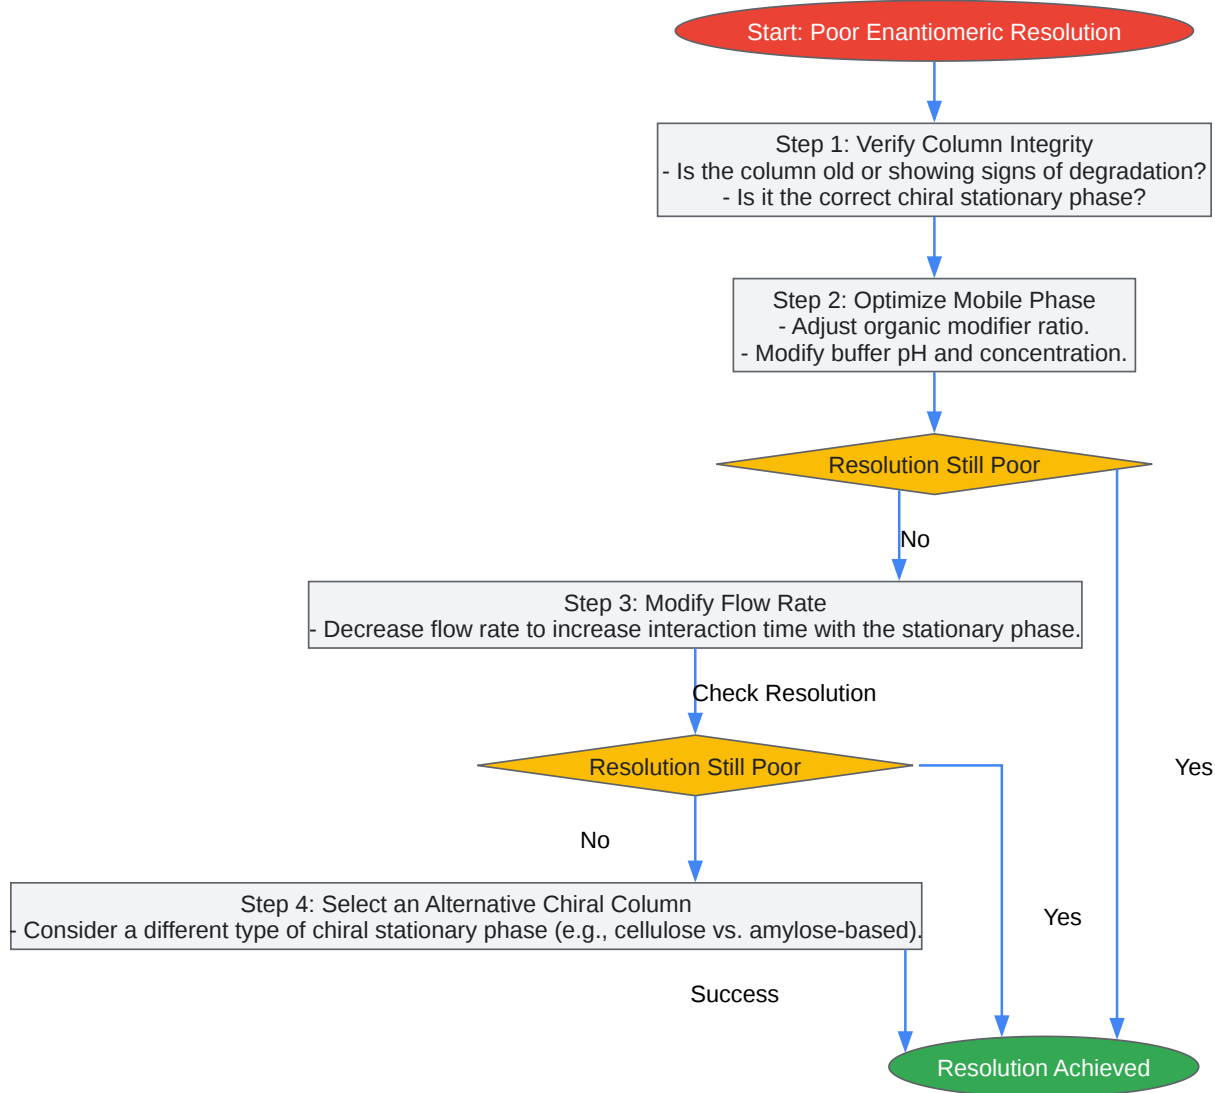 Start: Poor Enantiomeric Resolution
Step 1: Verify Column Integrity
- Is the column old or showing signs of degradation?
- Is it the correct chiral stationary phase?
Step 2: Optimize Mobile Phase
- Adjust organic modifier ratio.
- Modify buffer pH and concentration.
Resolution Still Poor
No
Step 3: Modify Flow Rate
- Decrease flow rate to increase interaction time with the stationary phase.
Check Resolution
Resolution Still Poor
Yes
No
Step 4: Select an Alternative Chiral Column
- Consider a different type of chiral stationary phase (e.g., cellulose vs. amylose-based).
Yes
Success
Resolution Achieved